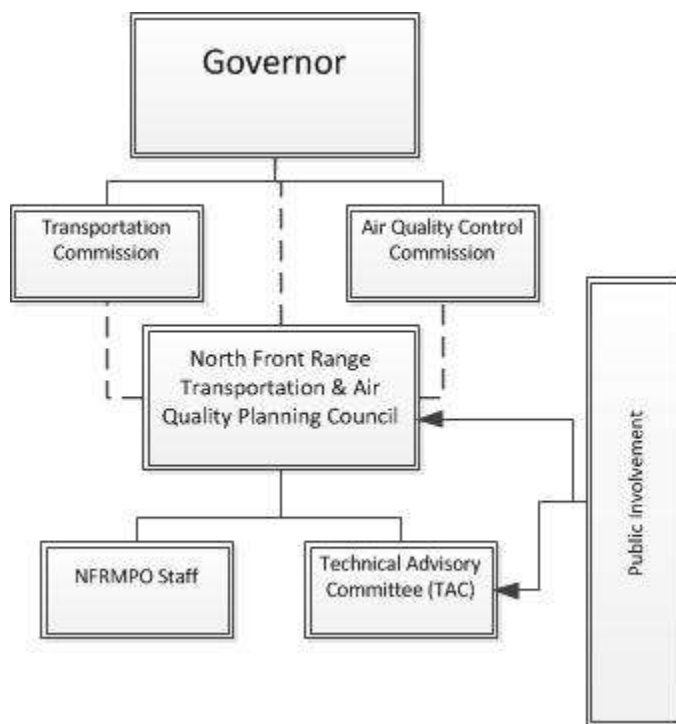 Governor
Transportation
Commission
Air Quality Control
Commission
North Front Range
Transportation & Air
Quality Planning Council
NFRMPO Staff
Technical Advisory
Committee (TAC)
Public Involvement